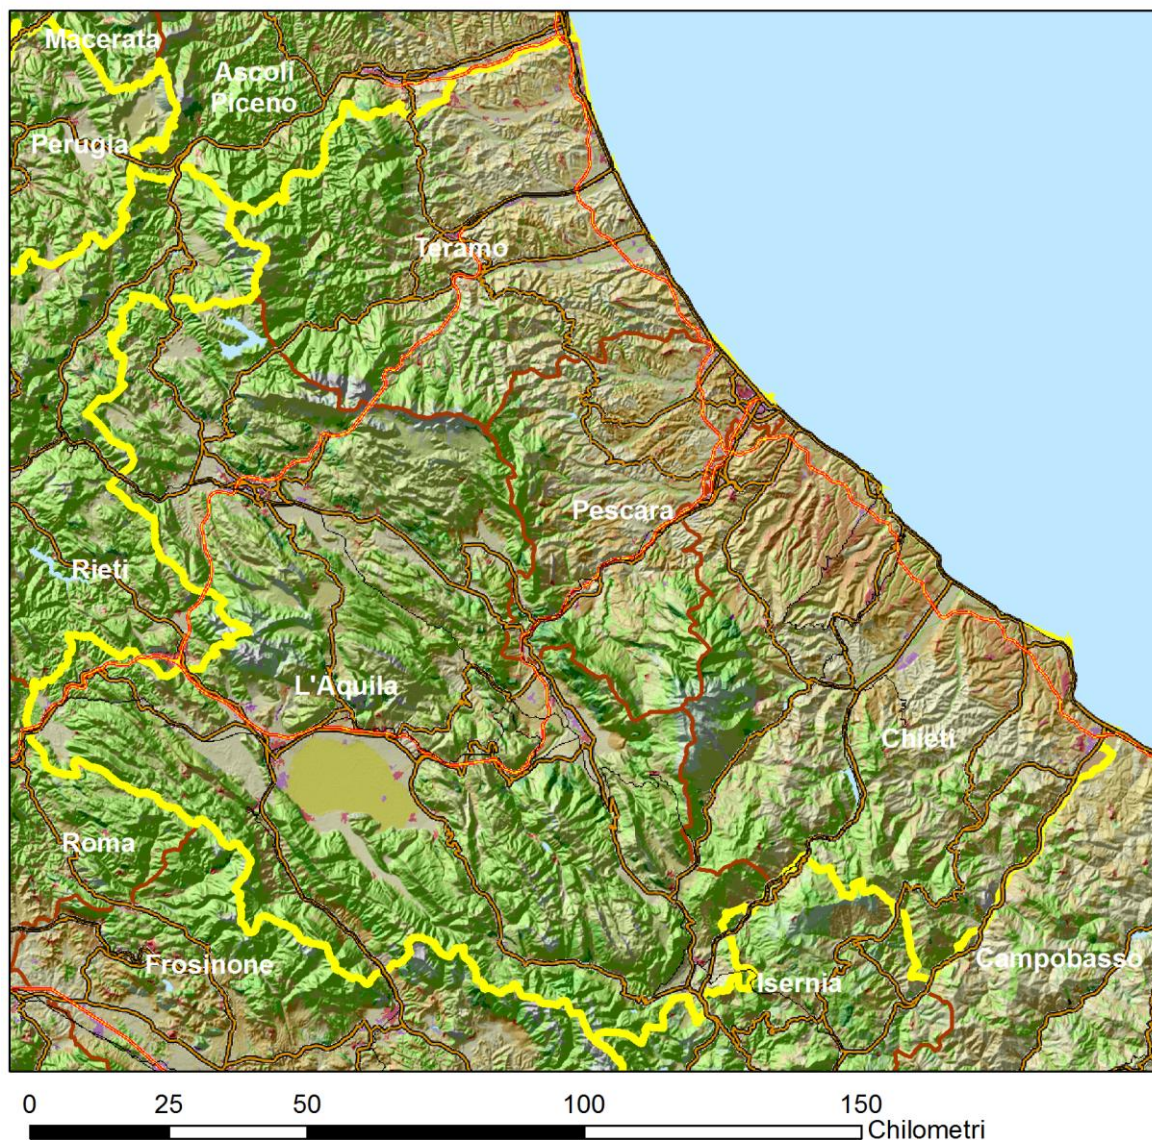 Macerata
Ascoli
Piceno
Perugia
Teramo
Pescara
Rieti
L'Aquila
Chieti
Roma
Frosinone
Campobasso
Isernia
0 25 50 100 150
Chilometri